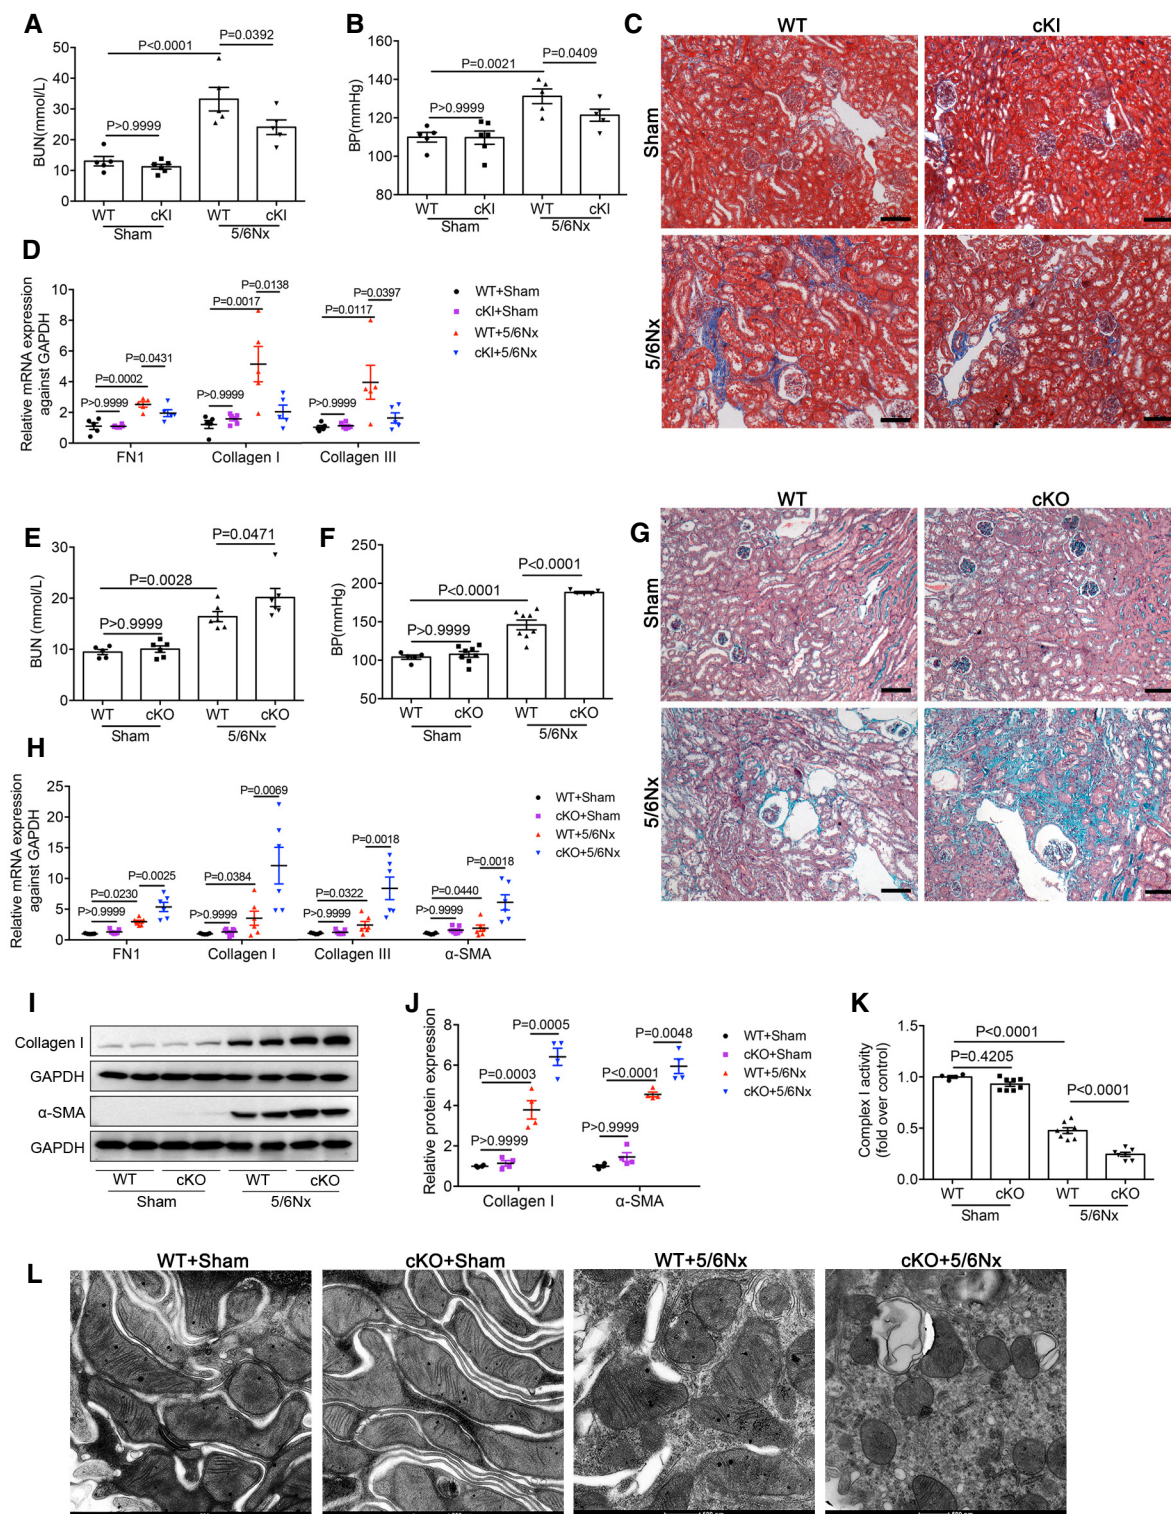 A
BUN(mmol/L)
50
40
30
20
10
0
P<0.0001
P=0.0392
P>0.9999
WT
cKI
WT
cKI
Sham
5/6Nx
B
BP(mmHg)
160
140
120
100
80
P=0.0021
P=0.0409
P>0.9999
WT
cKI
WT
cKI
Sham
5/6Nx
C
WT
cKI
Sham
5/6Nx
D
Relative mRNA expression
against GAPDH
10
8
6
4
2
0
P>0.9999
P=0.0002
P=0.0431
P>0.9999
P=0.0017
P=0.0138
P>0.9999
P=0.0117
P=0.0397
FN1
Collagen I
Collagen III
WT+Sham
cKI+Sham
WT+5/6Nx
cKI+5/6Nx
E
BUN (mmol/L)
30
20
10
0
P=0.0028
P=0.0471
P>0.9999
WT
cKO
WT
cKO
Sham
5/6Nx
F
BP(mmHg)
250
200
150
100
50
P<0.0001
P<0.0001
P>0.9999
WT
cKO
WT
cKO
Sham
5/6Nx
G
WT
cKO
Sham
5/6Nx
H
Relative mRNA expression
against GAPDH
25
20
15
10
5
0
P>0.9999
P=0.0230
P=0.0025
P>0.9999
P=0.0384
P=0.0069
P>0.9999
P=0.0322
P=0.0018
P>0.9999
P=0.0440
P=0.0018
FN1
Collagen I
Collagen III
α-SMA
WT+Sham
cKO+Sham
WT+5/6Nx
cKO+5/6Nx
I
Collagen I
GAPDH
α-SMA
GAPDH
WT
cKO
WT
cKO
Sham
5/6Nx
J
Relative protein expression
8
6
4
2
0
P>0.9999
P=0.0003
P=0.0005
P>0.9999
P<0.0001
P=0.0048
Collagen I
α-SMA
WT+Sham
cKO+Sham
WT+5/6Nx
cKO+5/6Nx
K
Complex I activity
(fold over control)
1.5
1.0
0.5
0.0
P<0.0001
P=0.4205
P<0.0001
WT
cKO
WT
cKO
Sham
5/6Nx
L
WT+Sham
cKO+Sham
WT+5/6Nx
cKO+5/6Nx